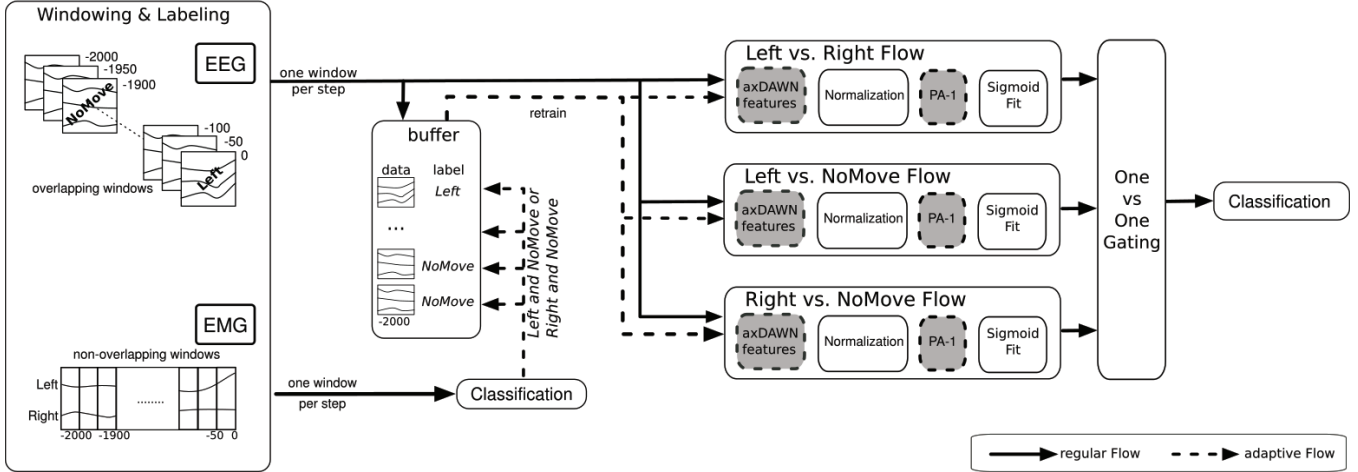 Windowing & Labeling
EEG
-2000
-1950
-1900
NoMove
-100
-50
0
Left
overlapping windows
EMG
non-overlapping windows
Left
Right
........
-2000
-1900
-50
0
one window
per step
buffer
data
label
Left
...
NoMove
NoMove
-2000
retrain
Left and NoMove or
Right and NoMove
one window
per step
Classification
Left vs. Right Flow
axDAWN
features
Normalization
PA-1
Sigmoid
Fit
Left vs. NoMove Flow
axDAWN
features
Normalization
PA-1
Sigmoid
Fit
Right vs. NoMove Flow
axDAWN
features
Normalization
PA-1
Sigmoid
Fit
One
vs
One
Gating
Classification
regular Flow
adaptive Flow